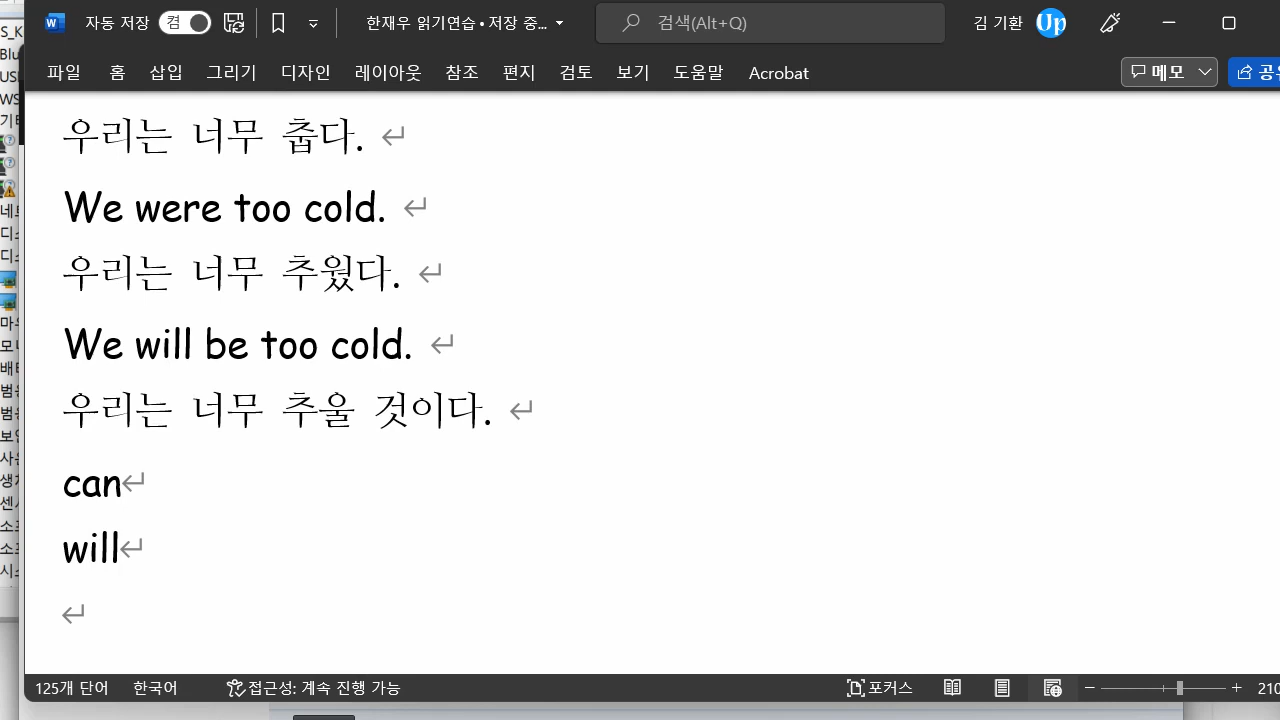 자동 저장 켬 한재우 읽기연습 • 저장 중... 검색(Alt+Q) 김 기환 Up
파일 홈 삽입 그리기 디자인 레이아웃 참조 편지 검토 보기 도움말 Acrobat 메모 공유
우리는 너무 춥다.
We were too cold.
우리는 너무 추웠다.
We will be too cold.
우리는 너무 추울 것이다.
can
will
125개 단어 한국어 접근성: 계속 진행 가능 포커스 210